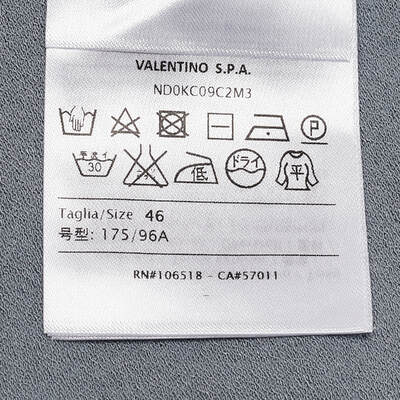 VALENTINO S.P.A.
ND0KC09C2M3
P
手洗イ
30
低
ドライ
平
Taglia/Size 46
号型: 175/96A
RN#106518 - CA#57011